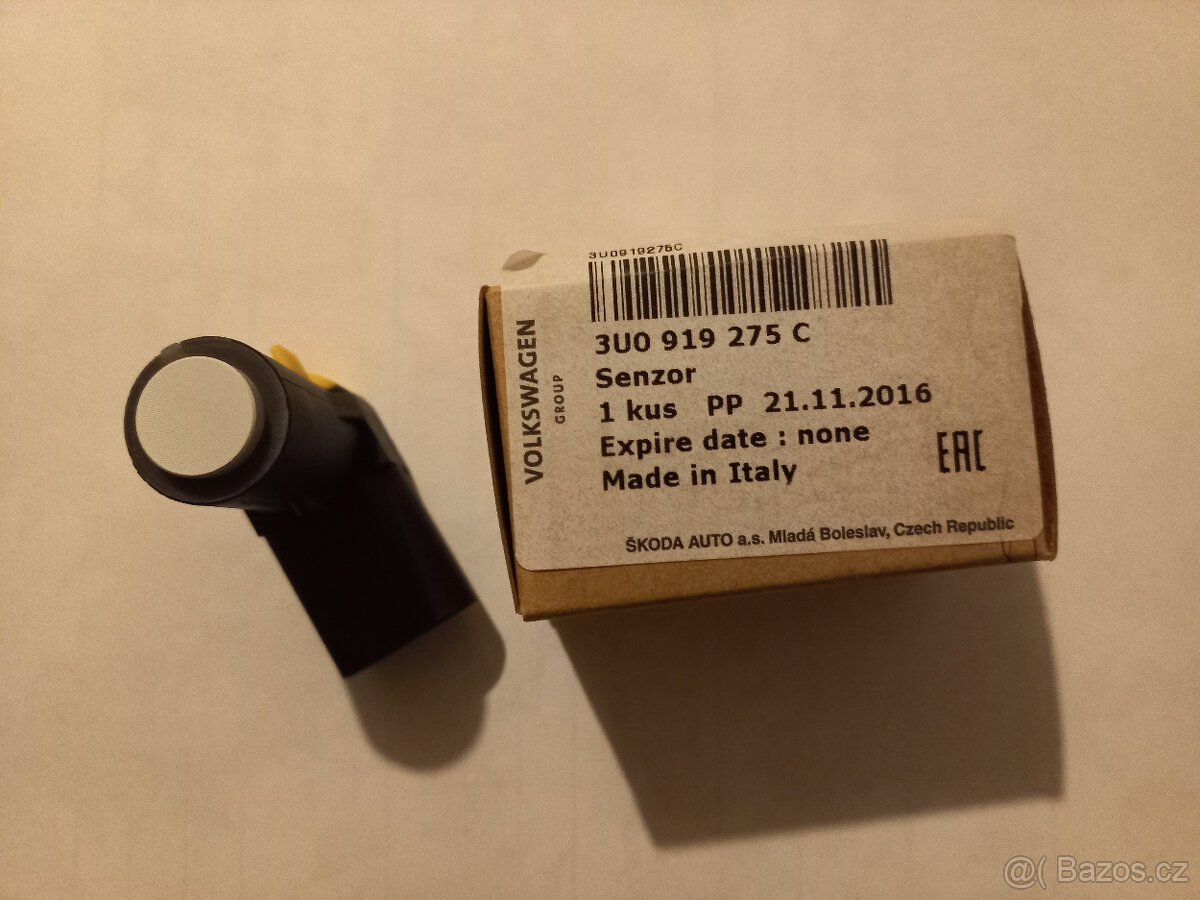 3U0919275C
VOLKSWAGEN
GROUP
3U0 919 275 C
Senzor
1 kus PP 21.11.2016
Expire date : none
Made in Italy
EAC
ŠKODA AUTO a.s. Mladá Boleslav, Czech Republic
@( Bazos.cz